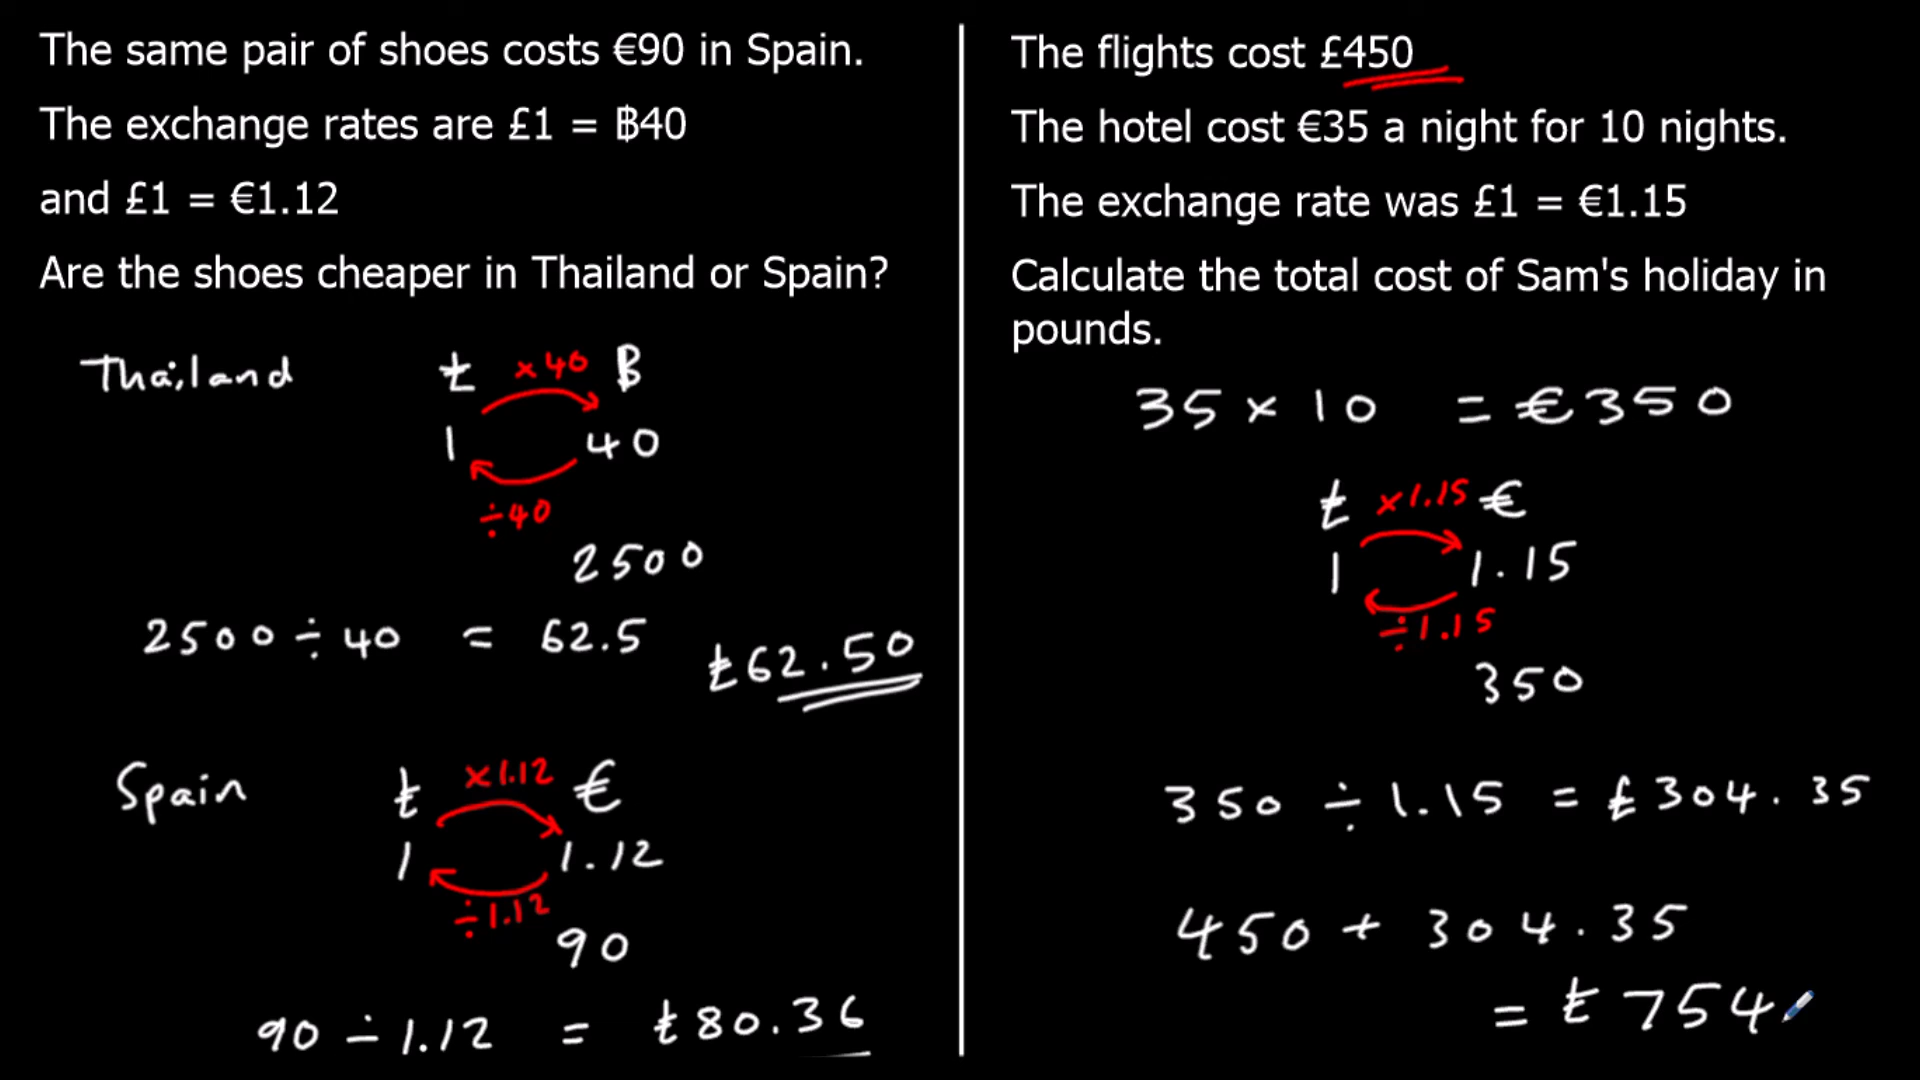 The same pair of shoes costs €90 in Spain.
The exchange rates are £1 = ฿40
and £1 = €1.12
Are the shoes cheaper in Thailand or Spain?
Thailand £ ×40 ฿
1 40
÷40
2500
2500 ÷ 40 = 62.5 £62.50
Spain £ ×1.12 €
1 1.12
÷1.12
90
90 ÷ 1.12 = £80.36
The flights cost £450
The hotel cost €35 a night for 10 nights.
The exchange rate was £1 = €1.15
Calculate the total cost of Sam's holiday in
pounds.
35 × 10 = €350
£ ×1.15 €
1 1.15
÷1.15
350
350 ÷ 1.15 = £304.35
450 + 304.35
= £754